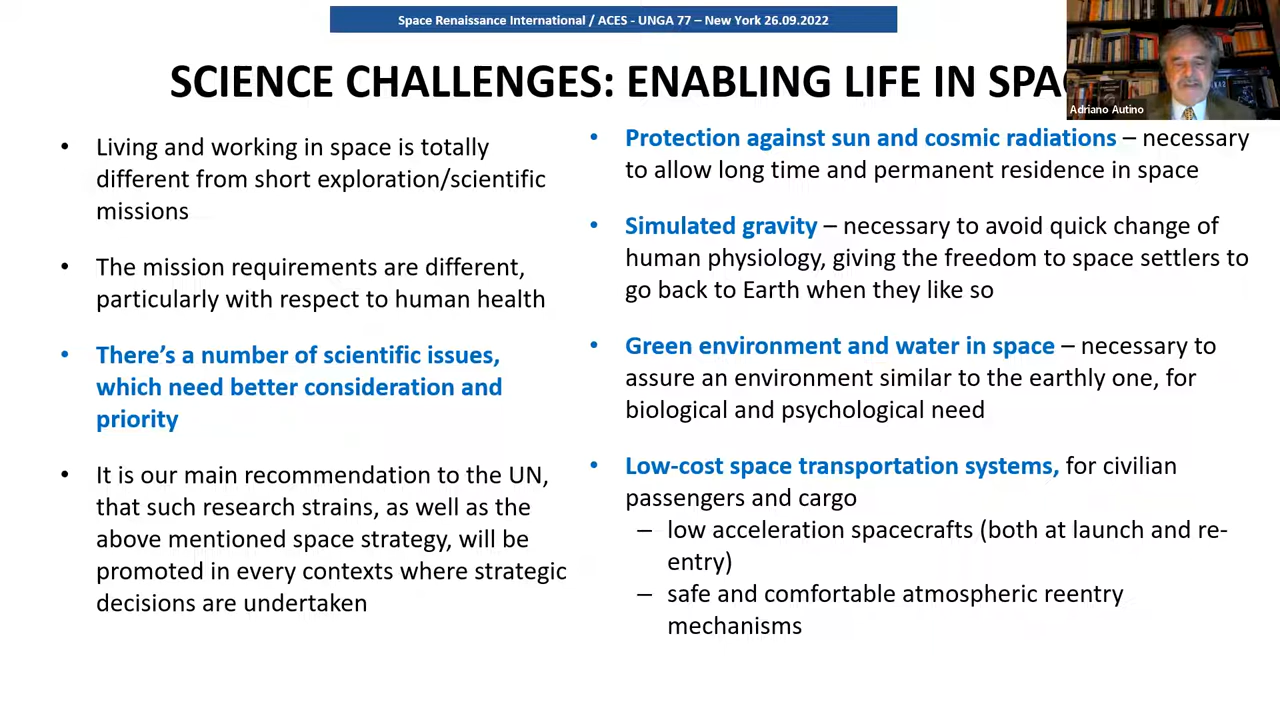 Space Renaissance International / ACES - UNGA 77 – New York 26.09.2022
Adriano Autino
SCIENCE CHALLENGES: ENABLING LIFE IN
• Living and working in space is totally
different from short exploration/scientific
missions
• The mission requirements are different,
particularly with respect to human health
• There's a number of scientific issues,
which need better consideration and
priority
• It is our main recommendation to the UN,
that such research strains, as well as the
above mentioned space strategy, will be
promoted in every contexts where strategic
decisions are undertaken
• Protection against sun and cosmic radiations – necessary
to allow long time and permanent residence in space
• Simulated gravity – necessary to avoid quick change of
human physiology, giving the freedom to space settlers to
go back to Earth when they like so
• Green environment and water in space – necessary to
assure an environment similar to the earthly one, for
biological and psychological need
• Low-cost space transportation systems, for civilian
passengers and cargo
– low acceleration spacecrafts (both at launch and re-
entry)
– safe and comfortable atmospheric reentry
mechanisms